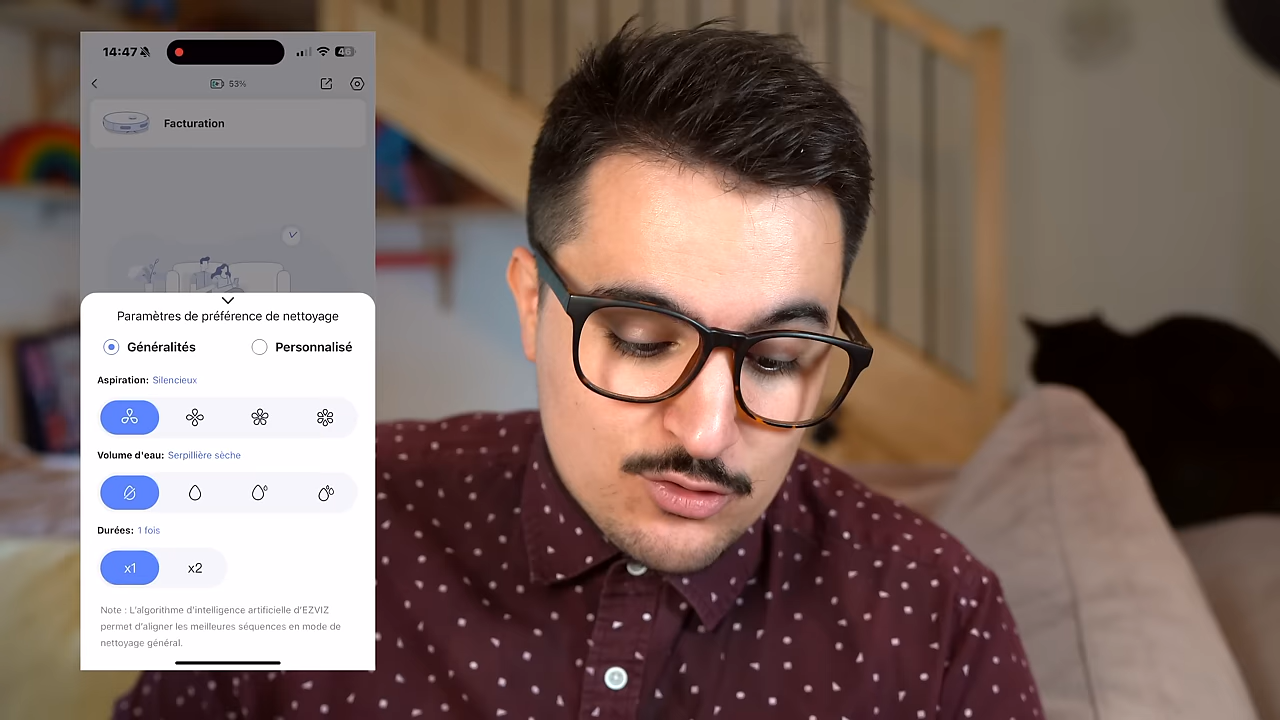 14:47
46
53%
Facturation
Paramètres de préférence de nettoyage
Généralités
Personnalisé
Aspiration: Silencieux
Volume d'eau: Serpillière sèche
Durées: 1 fois
x1
x2
Note : L'algorithme d'intelligence artificielle d'EZVIZ
permet d'aligner les meilleures séquences en mode de
nettoyage général.